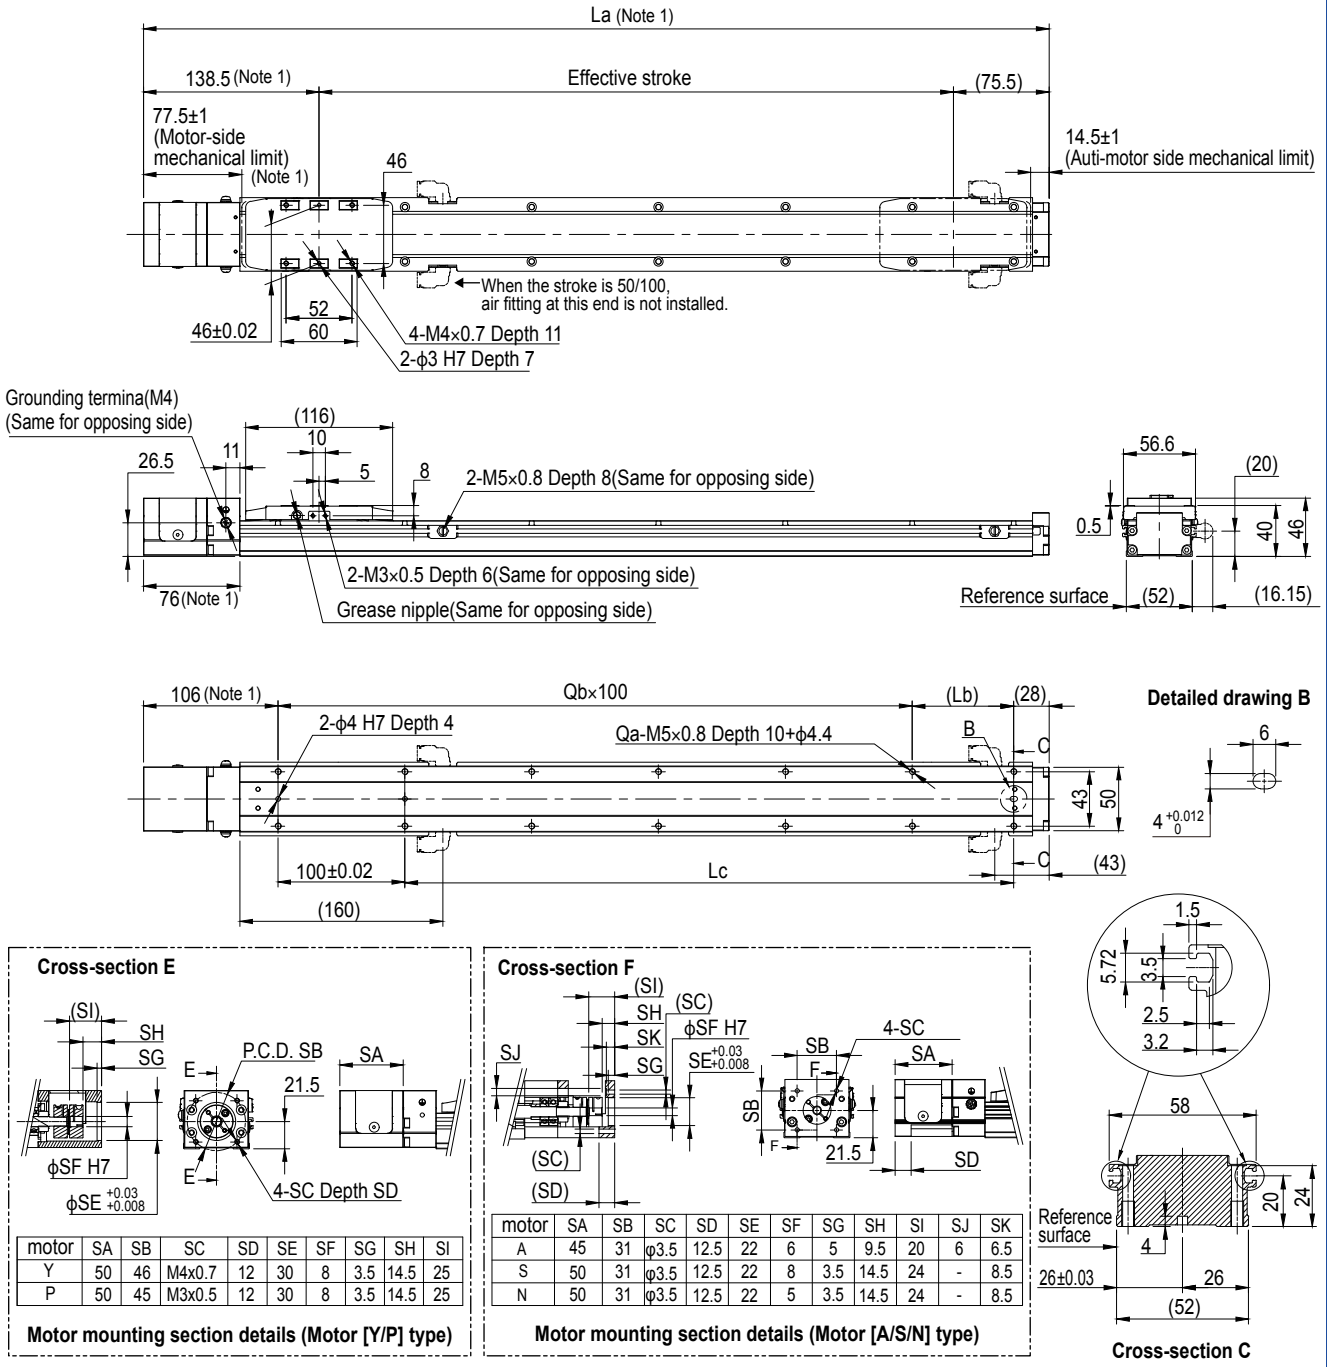 La (Note 1)
138.5 (Note 1)
Effective stroke
(75.5)
77.5±1
(Motor-side
mechanical limit)
(Note 1)
46
14.5±1
(Auti-motor side mechanical limit)
When the stroke is 50/100,
air fitting at this end is not installed.
52
46±0.02
60
4-M4×0.7 Depth 11
2-ϕ3 H7 Depth 7
Grounding termina(M4)
(Same for opposing side)
(116)
10
11
26.5
5
8
2-M5×0.8 Depth 8(Same for opposing side)
56.6
(20)
0.5
40
46
2-M3×0.5 Depth 6(Same for opposing side)
76(Note 1)
Grease nipple(Same for opposing side)
Reference surface
(52)
(16.15)
106 (Note 1)
Qb×100
(Lb)
(28)
Detailed drawing B
2-ϕ4 H7 Depth 4
Qa-M5×0.8 Depth 10+ϕ4.4
B
C
6
43
50
4 +0.012
0
100±0.02
Lc
C
(43)
(160)
1.5
5.72
3.5
2.5
3.2
58
20
24
Reference
surface
4
26±0.03
26
(52)
Cross-section C
Cross-section E
(SI)
SH
SG
P.C.D. SB
E
SA
21.5
ϕSF H7
E
ϕSE +0.03
+0.008
4-SC Depth SD
motor SA SB SC SD SE SF SG SH SI
Y 50 46 M4x0.7 12 30 8 3.5 14.5 25
P 50 45 M3x0.5 12 30 8 3.5 14.5 25
Motor mounting section details (Motor [Y/P] type)
Cross-section F
(SI)
(SC)
SH
ϕSF H7
SK
SJ
SG
SE +0.03
+0.008
4-SC
SB
F
SA
SB
F
21.5
SD
(SC)
(SD)
motor SA SB SC SD SE SF SG SH SI SJ SK
A 45 31 φ3.5 12.5 22 6 5 9.5 20 6 6.5
S 50 31 φ3.5 12.5 22 8 3.5 14.5 24 - 8.5
N 50 31 φ3.5 12.5 22 5 3.5 14.5 24 - 8.5
Motor mounting section details (Motor [A/S/N] type)